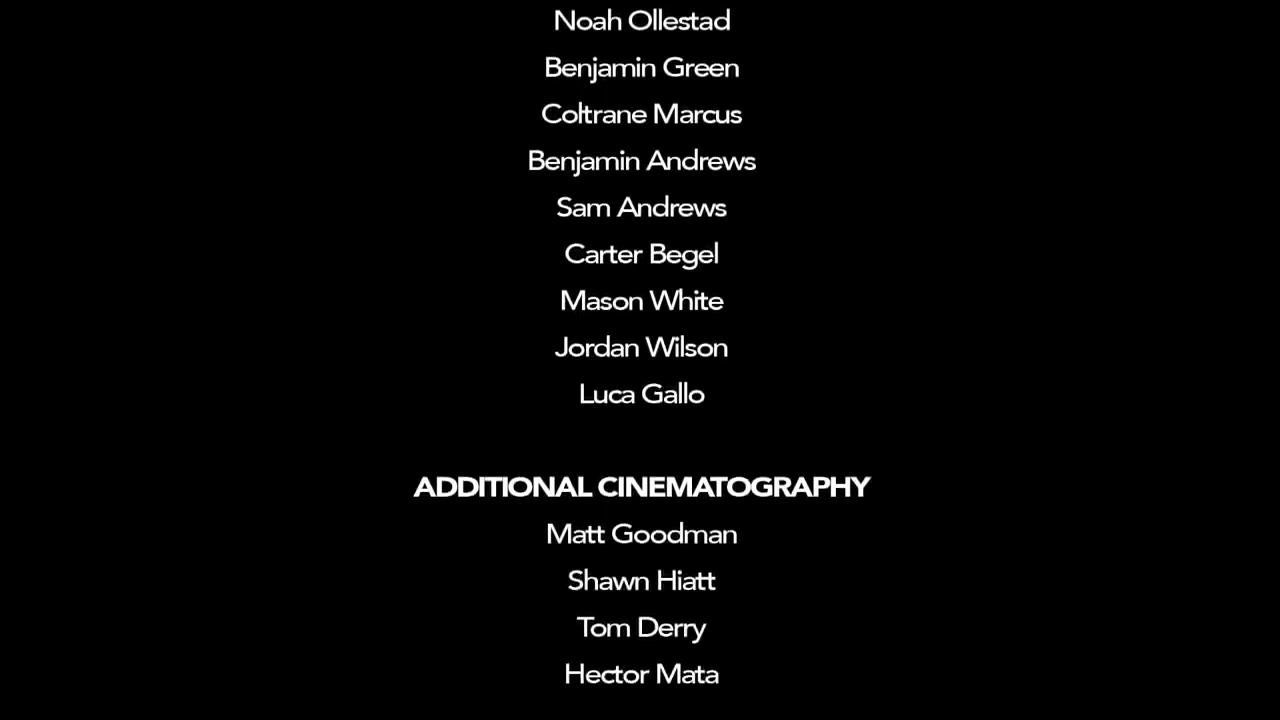 Noah Ollestad
Benjamin Green
Coltrane Marcus
Benjamin Andrews
Sam Andrews
Carter Begel
Mason White
Jordan Wilson
Luca Gallo
ADDITIONAL CINEMATOGRAPHY
Matt Goodman
Shawn Hiatt
Tom Derry
Hector Mata